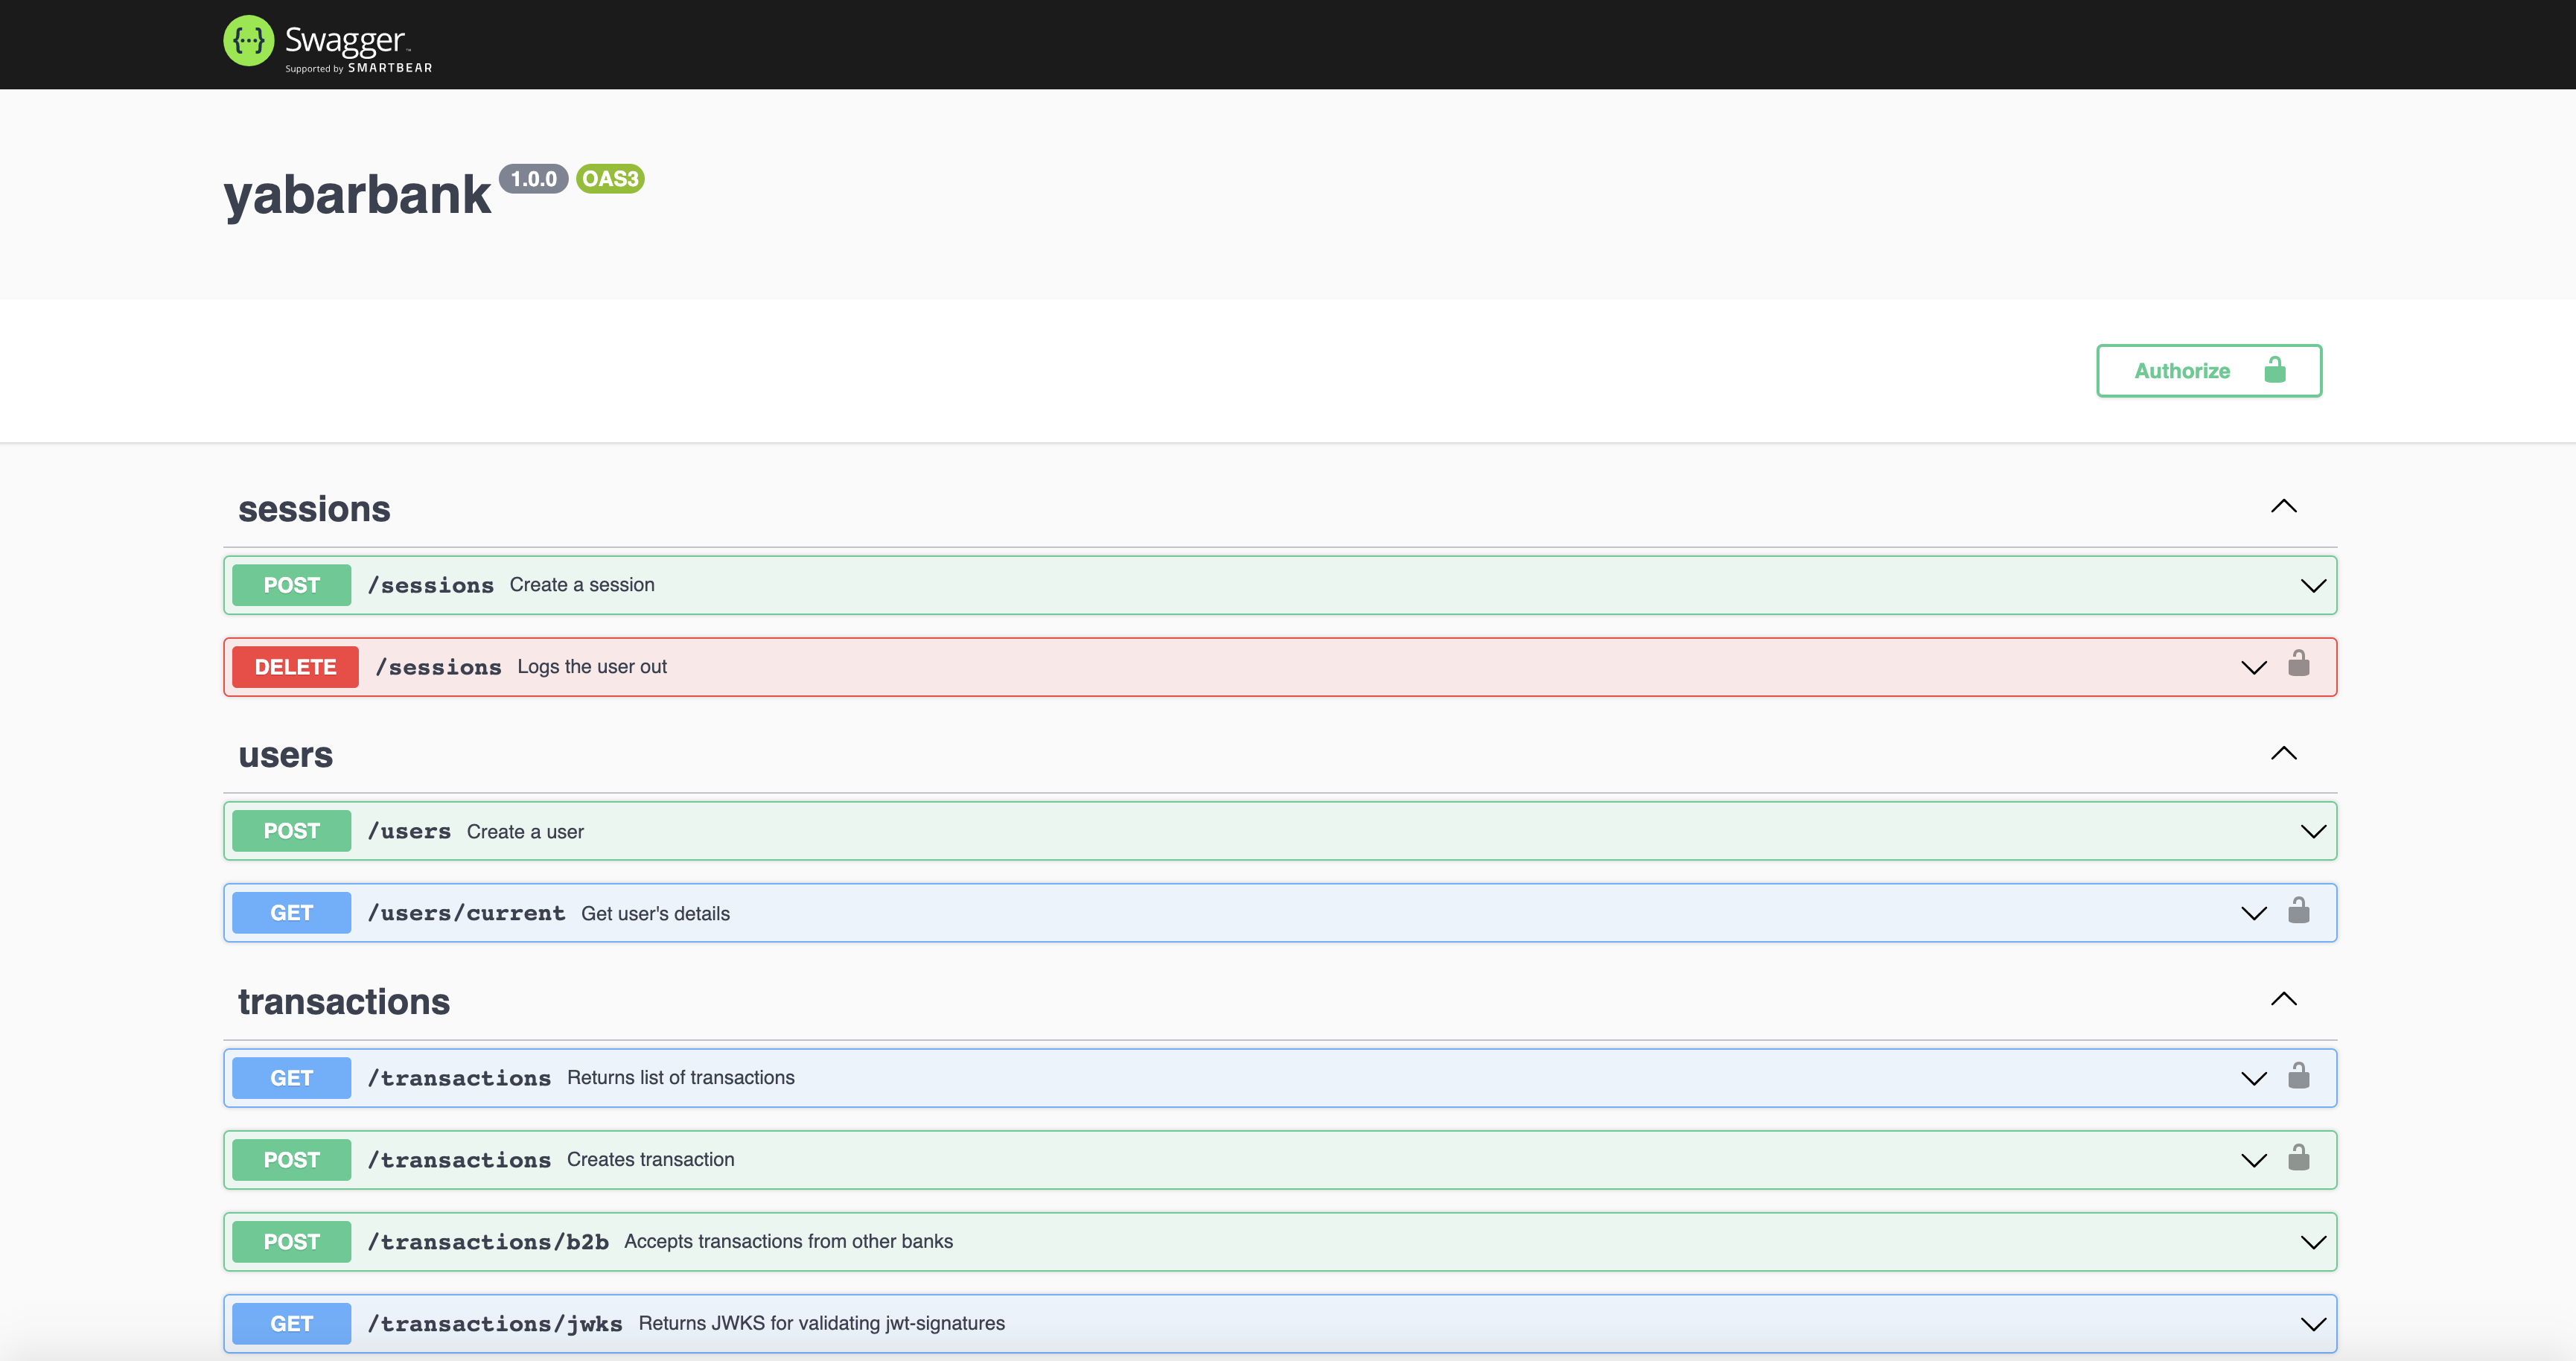 Swagger
Supported by SMARTBEAR
yabarbank 1.0.0 OAS3
Authorize
sessions
POST /sessions Create a session
DELETE /sessions Logs the user out
users
POST /users Create a user
GET /users/current Get user's details
transactions
GET /transactions Returns list of transactions
POST /transactions Creates transaction
POST /transactions/b2b Accepts transactions from other banks
GET /transactions/jwks Returns JWKS for validating jwt-signatures